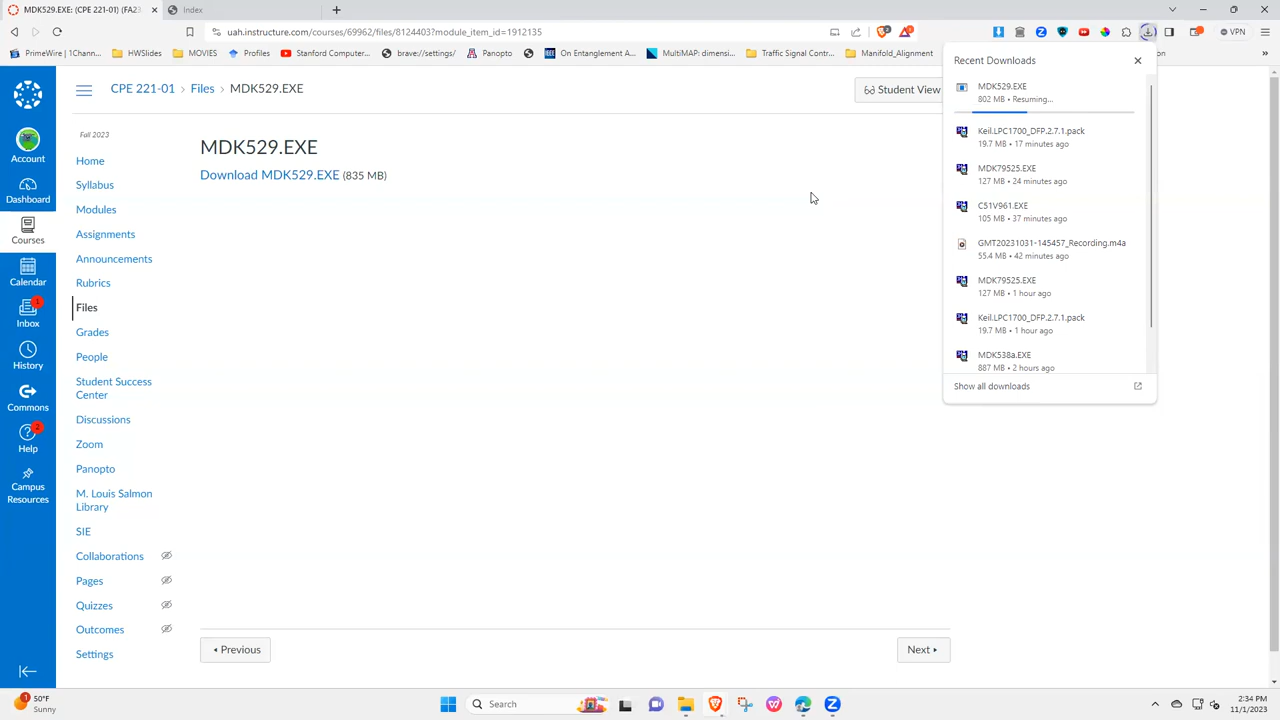 MDK529.EXE: (CPE 221-01) (FA23
Index
uah.instructure.com/courses/69962/files/8124403?module_item_id=1912135
VPN
PrimeWire |1Chann...
HWSlides
MOVIES
Profiles
Stanford Computer...
brave://settings/
Panopto
On Entanglement A...
MultiMAP: dimensi...
Traffic Signal Contr...
Manifold_Alignment
»
Recent Downloads
MDK529.EXE
802 MB • Resuming...
Keil.LPC1700_DFP.2.7.1.pack
19.7 MB • 17 minutes ago
MDK79525.EXE
127 MB • 24 minutes ago
C51V961.EXE
105 MB • 37 minutes ago
GMT20231031-145457_Recording.m4a
55.4 MB • 42 minutes ago
MDK79525.EXE
127 MB • 1 hour ago
Keil.LPC1700_DFP.2.7.1.pack
19.7 MB • 1 hour ago
MDK538a.EXE
887 MB • 2 hours ago
Show all downloads
CPE 221-01 › Files › MDK529.EXE
Student View
Account
Dashboard
Courses
Calendar
1
Inbox
History
Commons
2
Help
Campus
Resources
Fall 2023
Home
Syllabus
Modules
Assignments
Announcements
Rubrics
Files
Grades
People
Student Success
Center
Discussions
Zoom
Panopto
M. Louis Salmon
Library
SIE
Collaborations
Pages
Quizzes
Outcomes
Settings
MDK529.EXE
Download MDK529.EXE (835 MB)
Previous
Next
1
50°F
Sunny
Search
2:34 PM
11/1/2023